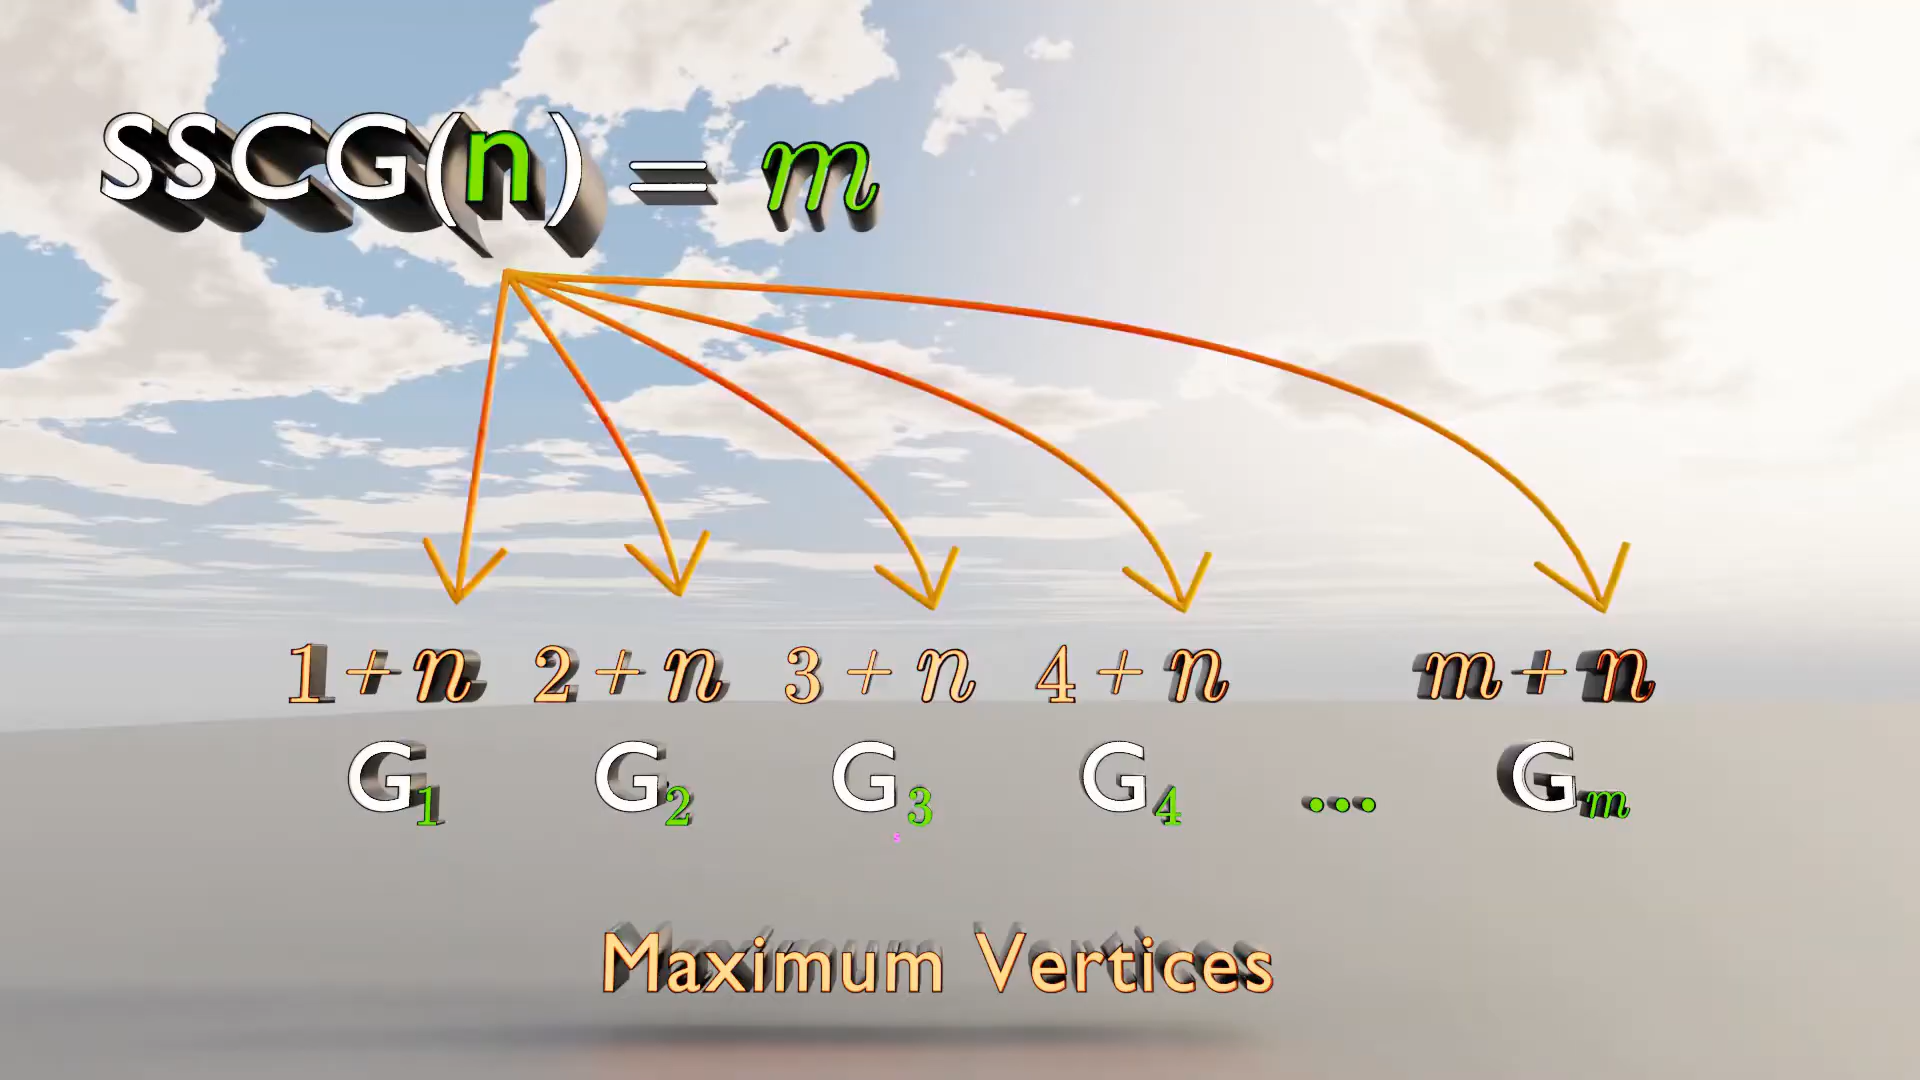 SSCG(n) = m
1+n 2+n 3+n 4+n m+n
G1 G2 G3 G4 ... Gm
Maximum Vertices